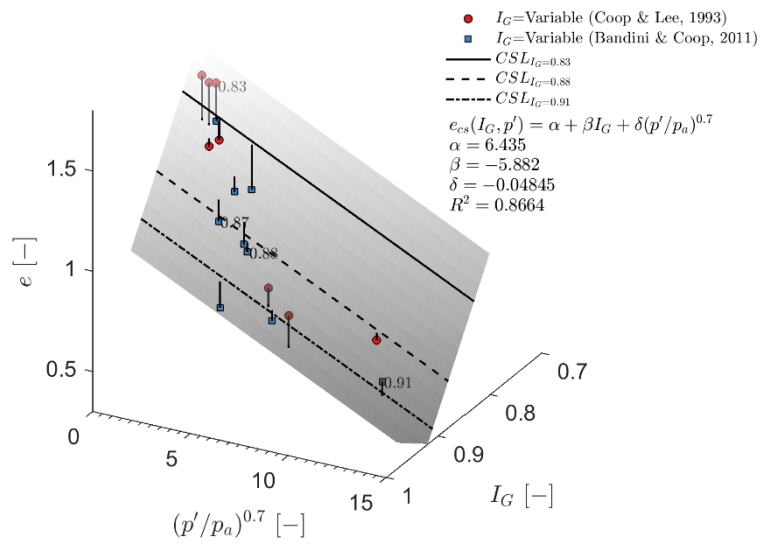 I_G=Variable (Coop & Lee, 1993)
I_G=Variable (Bandini & Coop, 2011)
CSL_{I_G=0.83}
CSL_{I_G=0.88}
CSL_{I_G=0.91}
e_{cs}(I_G, p′) = α + βI_G + δ(p′/p_a)^{0.7}
α = 6.435
β = −5.882
δ = −0.04845
R² = 0.8664
0.83
0.87
0.88
0.91
1.5
1
0.5
e [−]
0
5
10
15
(p′/p_a)^{0.7} [−]
0.7
0.8
0.9
1
I_G [−]